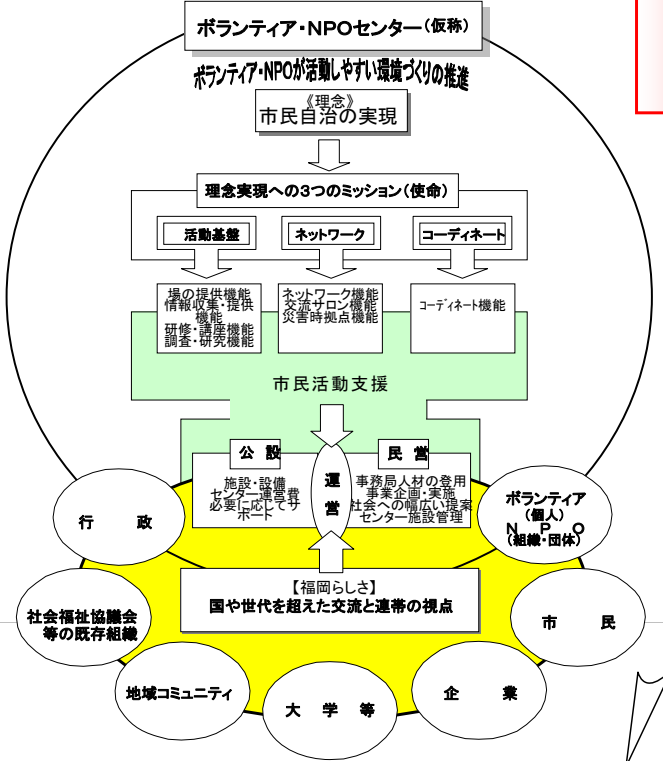 ボランティア・NPOセンター(仮称)
ボランティア・NPOが活動しやすい環境づくりの推進
《理念》
市民自治の実現
理念実現への3つのミッション(使命)
活動基盤
ネットワーク
コーディネート
場の提供機能
情報収集・提供
機能
研修・講座機能
調査・研究機能
ネットワーク機能
交流サロン機能
災害時拠点機能
コーディネート機能
市民活動支援
公 設
施設・設備
センター運営費
必要に応じてサ
ポート
運
営
民 営
事務局人材の登用
事業企画・実施
社会への幅広い提案
センター施設管理
行 政
ボランティア
(個人)
N P O
(組織・団体)
【福岡らしさ】
国や世代を超えた交流と連帯の視点
社会福祉協議会
等の既存組織
市 民
地域コミュニティ
大 学 等
企 業